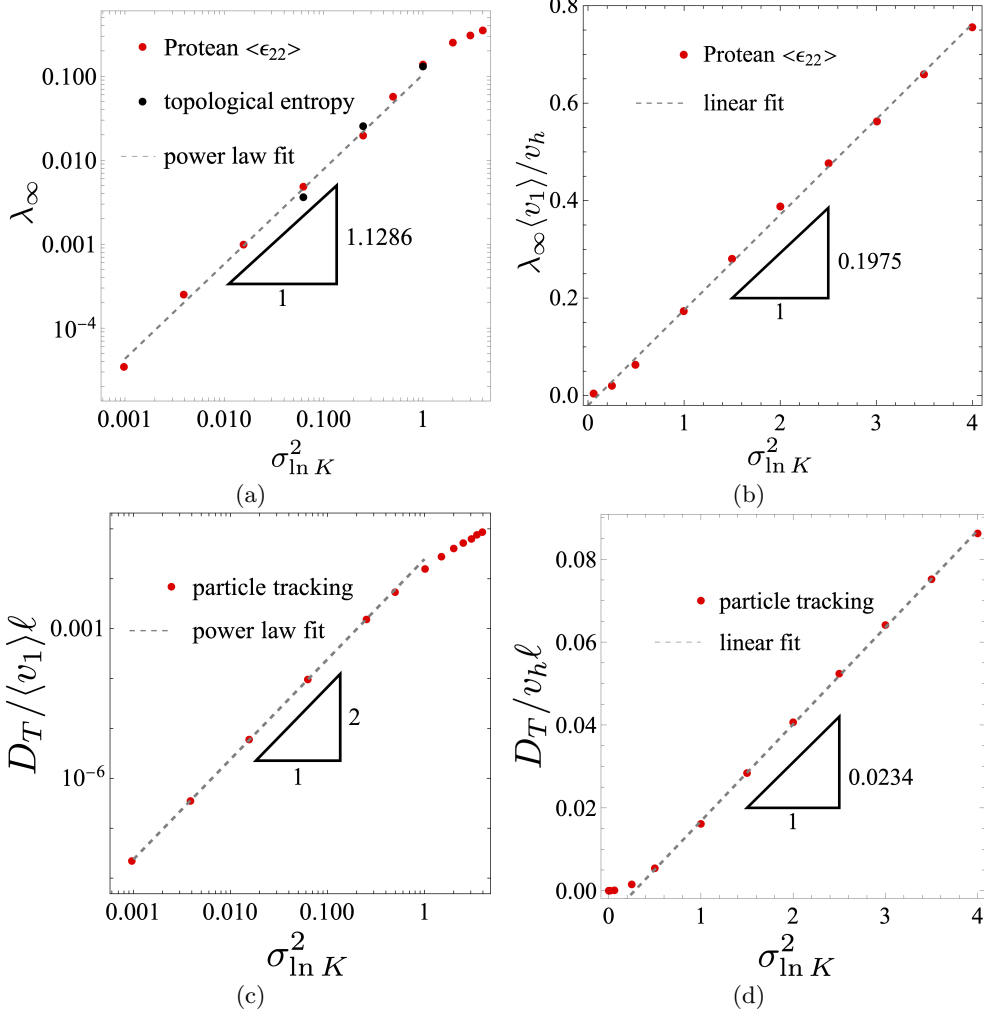 Protean <ϵ₂₂>
topological entropy
power law fit
0.100
0.010
0.001
10⁻⁴
λ∞
1.1286
1
0.001
0.010
0.100
1
σ²ln K
(a)
Protean <ϵ₂₂>
linear fit
0.8
0.6
0.4
0.2
0.0
λ∞⟨v₁⟩/vₕ
0.1975
1
0
1
2
3
4
σ²ln K
(b)
particle tracking
power law fit
0.001
10⁻⁶
D_T/⟨v₁⟩ℓ
2
1
0.001
0.010
0.100
1
σ²ln K
(c)
particle tracking
linear fit
0.08
0.06
0.04
0.02
0.00
D_T/vₕℓ
0.0234
1
0
1
2
3
4
σ²ln K
(d)